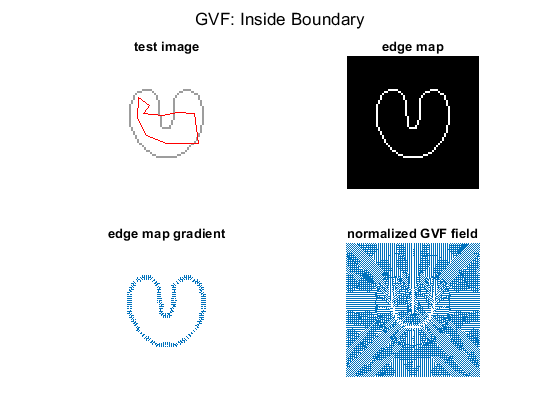 GVF: Inside Boundary
test image
edge map
edge map gradient
normalized GVF field